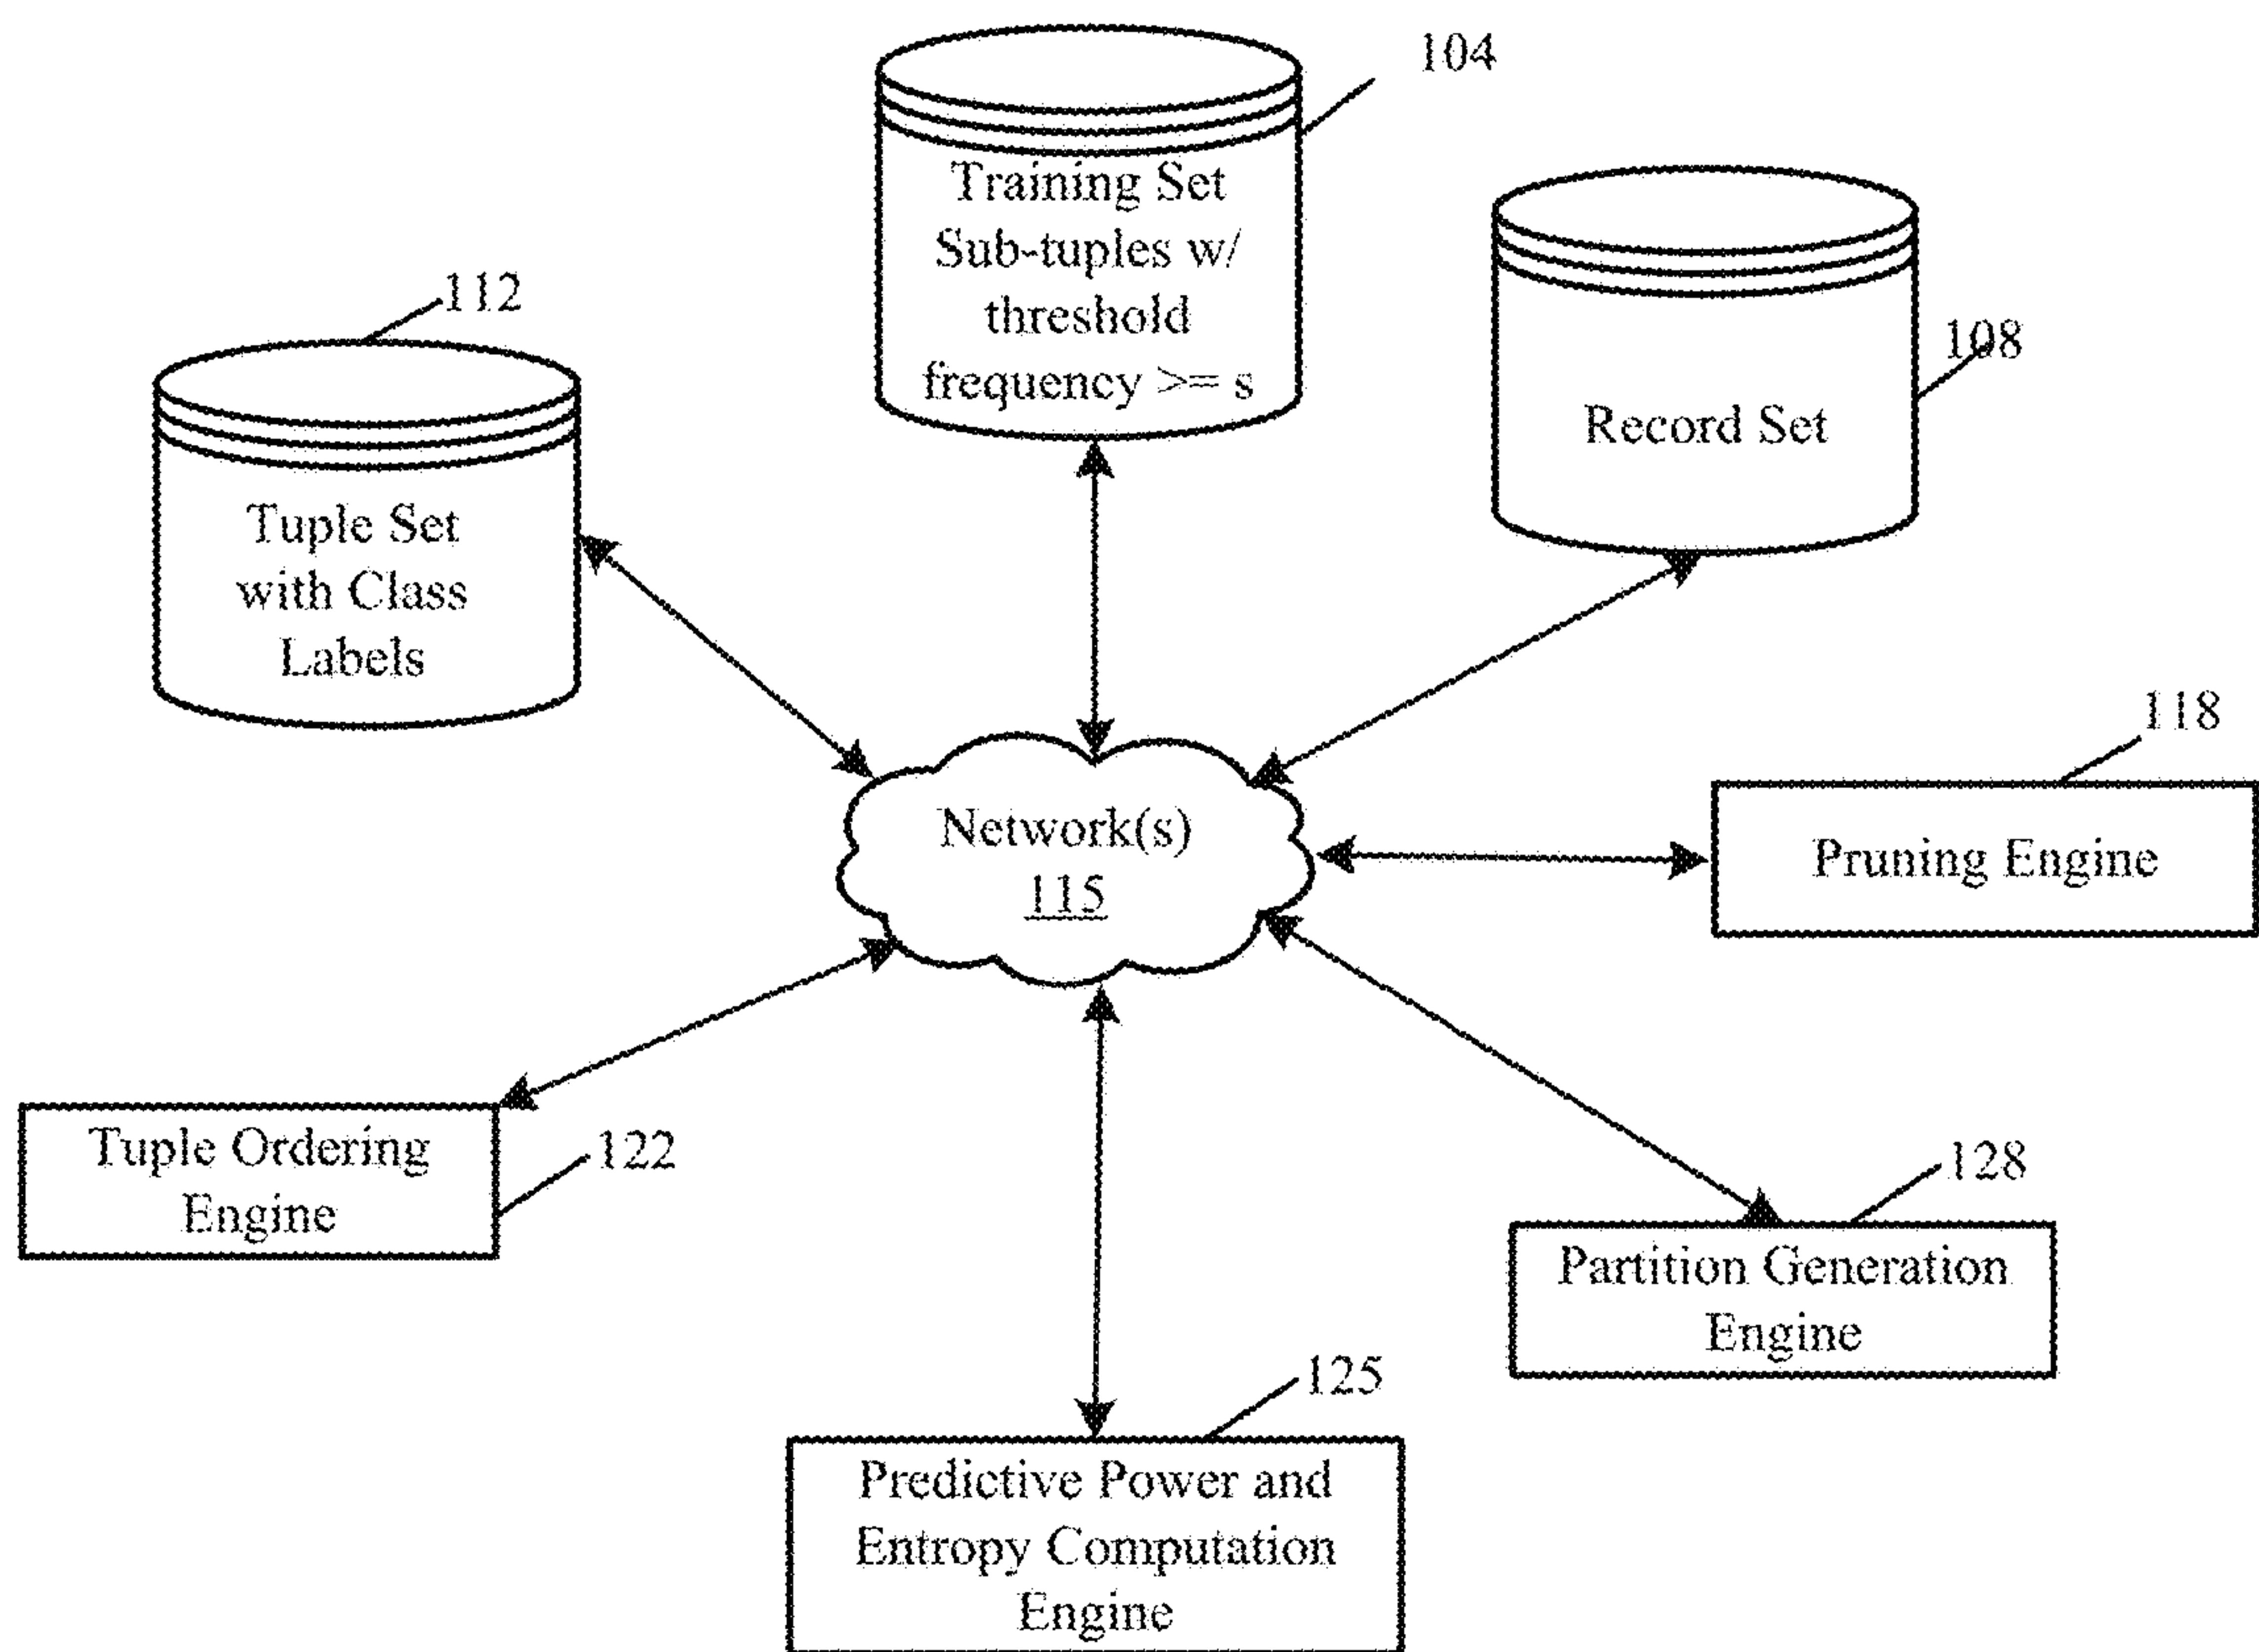 104
Training Set
Sub-tuples w/
threshold
frequency >= s
112
Tuple Set
with Class
Labels
108
Record Set
118
Pruning Engine
Network(s)
115
Tuple Ordering
Engine
122
128
Partition Generation
Engine
125
Predictive Power and
Entropy Computation
Engine